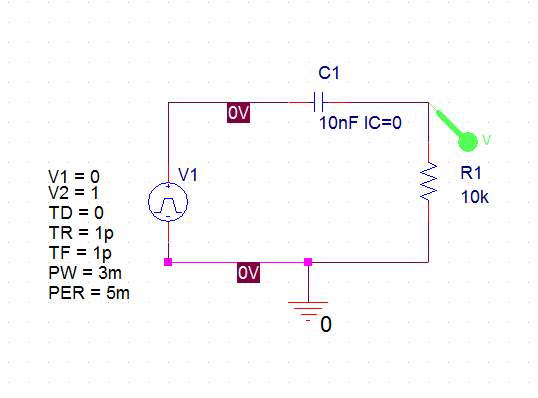 C1
0V
10nF IC=0
V
V1
R1
10k
V1 = 0
V2 = 1
TD = 0
TR = 1p
TF = 1p
PW = 3m
PER = 5m
0V
0